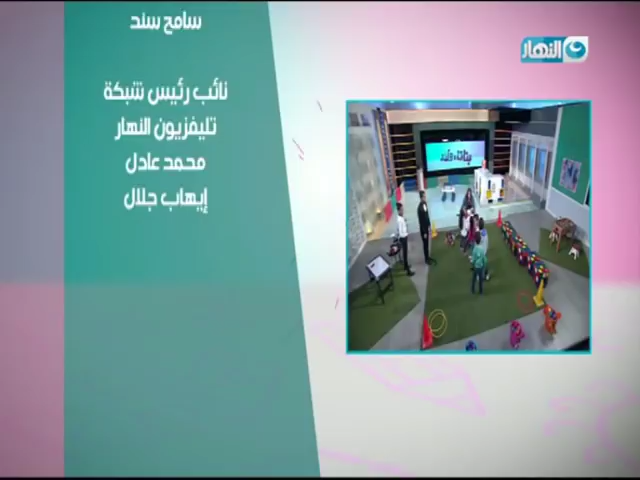 سامح سند
نائب رئيس شبكة
تليفزيون النهار
محمد عادل
إيهاب جلال
النهار